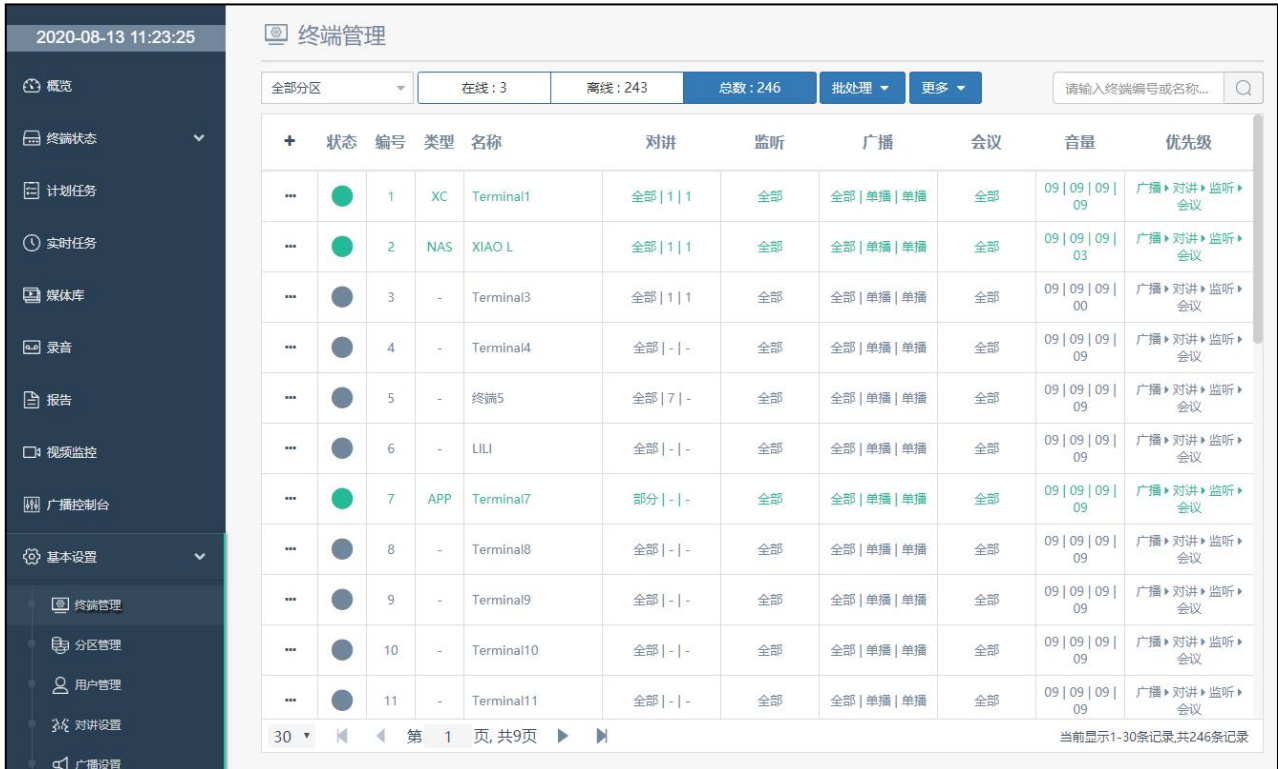 2020-08-13 11:23:25
概览
终端状态
计划任务
实时任务
媒体库
录音
报告
视频监控
广播控制台
基本设置
终端管理
分区管理
用户管理
对讲设置
广播设置
终端管理
全部分区 在线 : 3 离线 : 243 总数 : 246 批处理 更多 请输入终端编号或名称...
+ 状态 编号 类型 名称 对讲 监听 广播 会议 音量 优先级
... 1 XC Terminal1 全部 | 1 | 1 全部 全部 | 单播 | 单播 全部 09 | 09 | 09 | 09 广播▸对讲▸监听▸会议
... 2 NAS XIAO L 全部 | 1 | 1 全部 全部 | 单播 | 单播 全部 09 | 09 | 09 | 03 广播▸对讲▸监听▸会议
... 3 - Terminal3 全部 | 1 | 1 全部 全部 | 单播 | 单播 全部 09 | 09 | 09 | 00 广播▸对讲▸监听▸会议
... 4 - Terminal4 全部 | - | - 全部 全部 | 单播 | 单播 全部 09 | 09 | 09 | 09 广播▸对讲▸监听▸会议
... 5 - 终端5 全部 | 7 | - 全部 全部 | 单播 | 单播 全部 09 | 09 | 09 | 09 广播▸对讲▸监听▸会议
... 6 - LILI 全部 | - | - 全部 全部 | 单播 | 单播 全部 09 | 09 | 09 | 09 广播▸对讲▸监听▸会议
... 7 APP Terminal7 部分 | - | - 全部 全部 | 单播 | 单播 全部 09 | 09 | 09 | 09 广播▸对讲▸监听▸会议
... 8 - Terminal8 全部 | - | - 全部 全部 | 单播 | 单播 全部 09 | 09 | 09 | 09 广播▸对讲▸监听▸会议
... 9 - Terminal9 全部 | - | - 全部 全部 | 单播 | 单播 全部 09 | 09 | 09 | 09 广播▸对讲▸监听▸会议
... 10 - Terminal10 全部 | - | - 全部 全部 | 单播 | 单播 全部 09 | 09 | 09 | 09 广播▸对讲▸监听▸会议
... 11 - Terminal11 全部 | - | - 全部 全部 | 单播 | 单播 全部 09 | 09 | 09 | 09 广播▸对讲▸监听▸会议
30 第 1 页, 共9页 当前显示1-30条记录,共246条记录